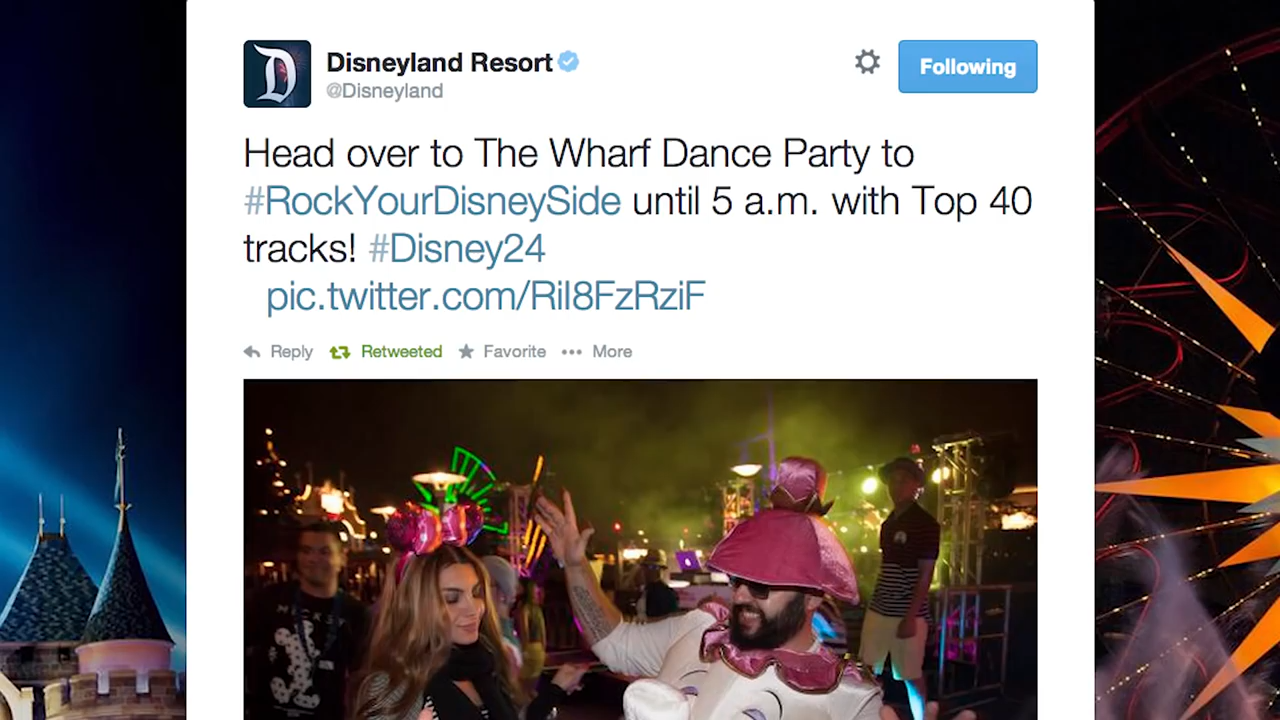 Disneyland Resort
@Disneyland
Following
Head over to The Wharf Dance Party to
#RockYourDisneySide until 5 a.m. with Top 40
tracks! #Disney24
pic.twitter.com/RiI8FzRziF
Reply Retweeted Favorite More